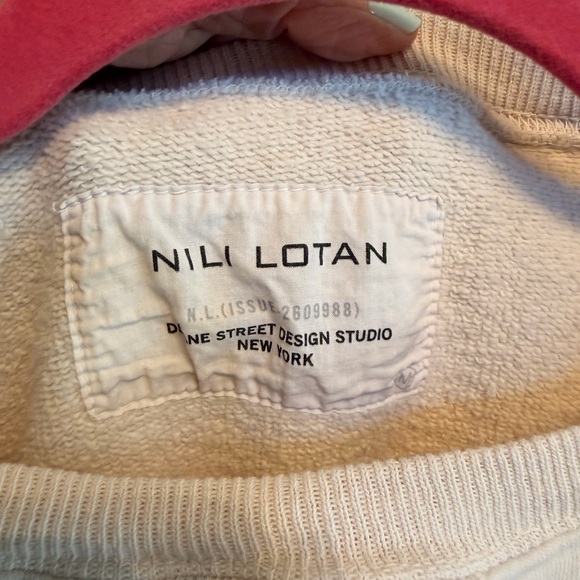 NILI LOTAN
N.L.(ISSUE 2609988)
STREET DESIGN STUDIO
NEW YORK